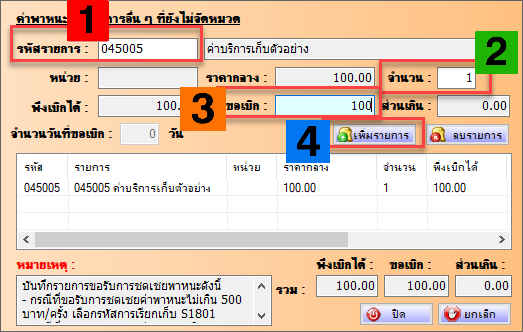 ค่าพาหนะ การอื่น ๆ ที่ยังไม่จัดหมวด
1
รหัสรายการ : 045005 ค่าบริการเก็บตัวอย่าง
2
หน่วย : ราคากลาง : 100.00 จำนวน : 1
พึงเบิกได้ : 100. 3 ขอเบิก : 100 ส่วนเกิน : 0.00
จำนวนวันที่ขอเบิก : 0 วัน 4 เพิ่มรายการ ลบรายการ
รหัส รายการ หน่วย ราคากลาง จำนวน พึงเบิกได้
045005 045005 ค่าบริการเก็บตัวอย่าง 100.00 1 100.00
หมายเหตุ : พึงเบิกได้ : ขอเบิก : ส่วนเกิน :
บันทึกรายการขอรับการชดเชยพาหนะดังนี้
รวม : 100.00 100.00 0.00
- กรณีที่ขอรับการชดเชยค่าพาหนะไม่เกิน 500
บาท/ครั้ง เลือกรหัสการเรียกเก็บ S1801
ปิด ยกเลิก